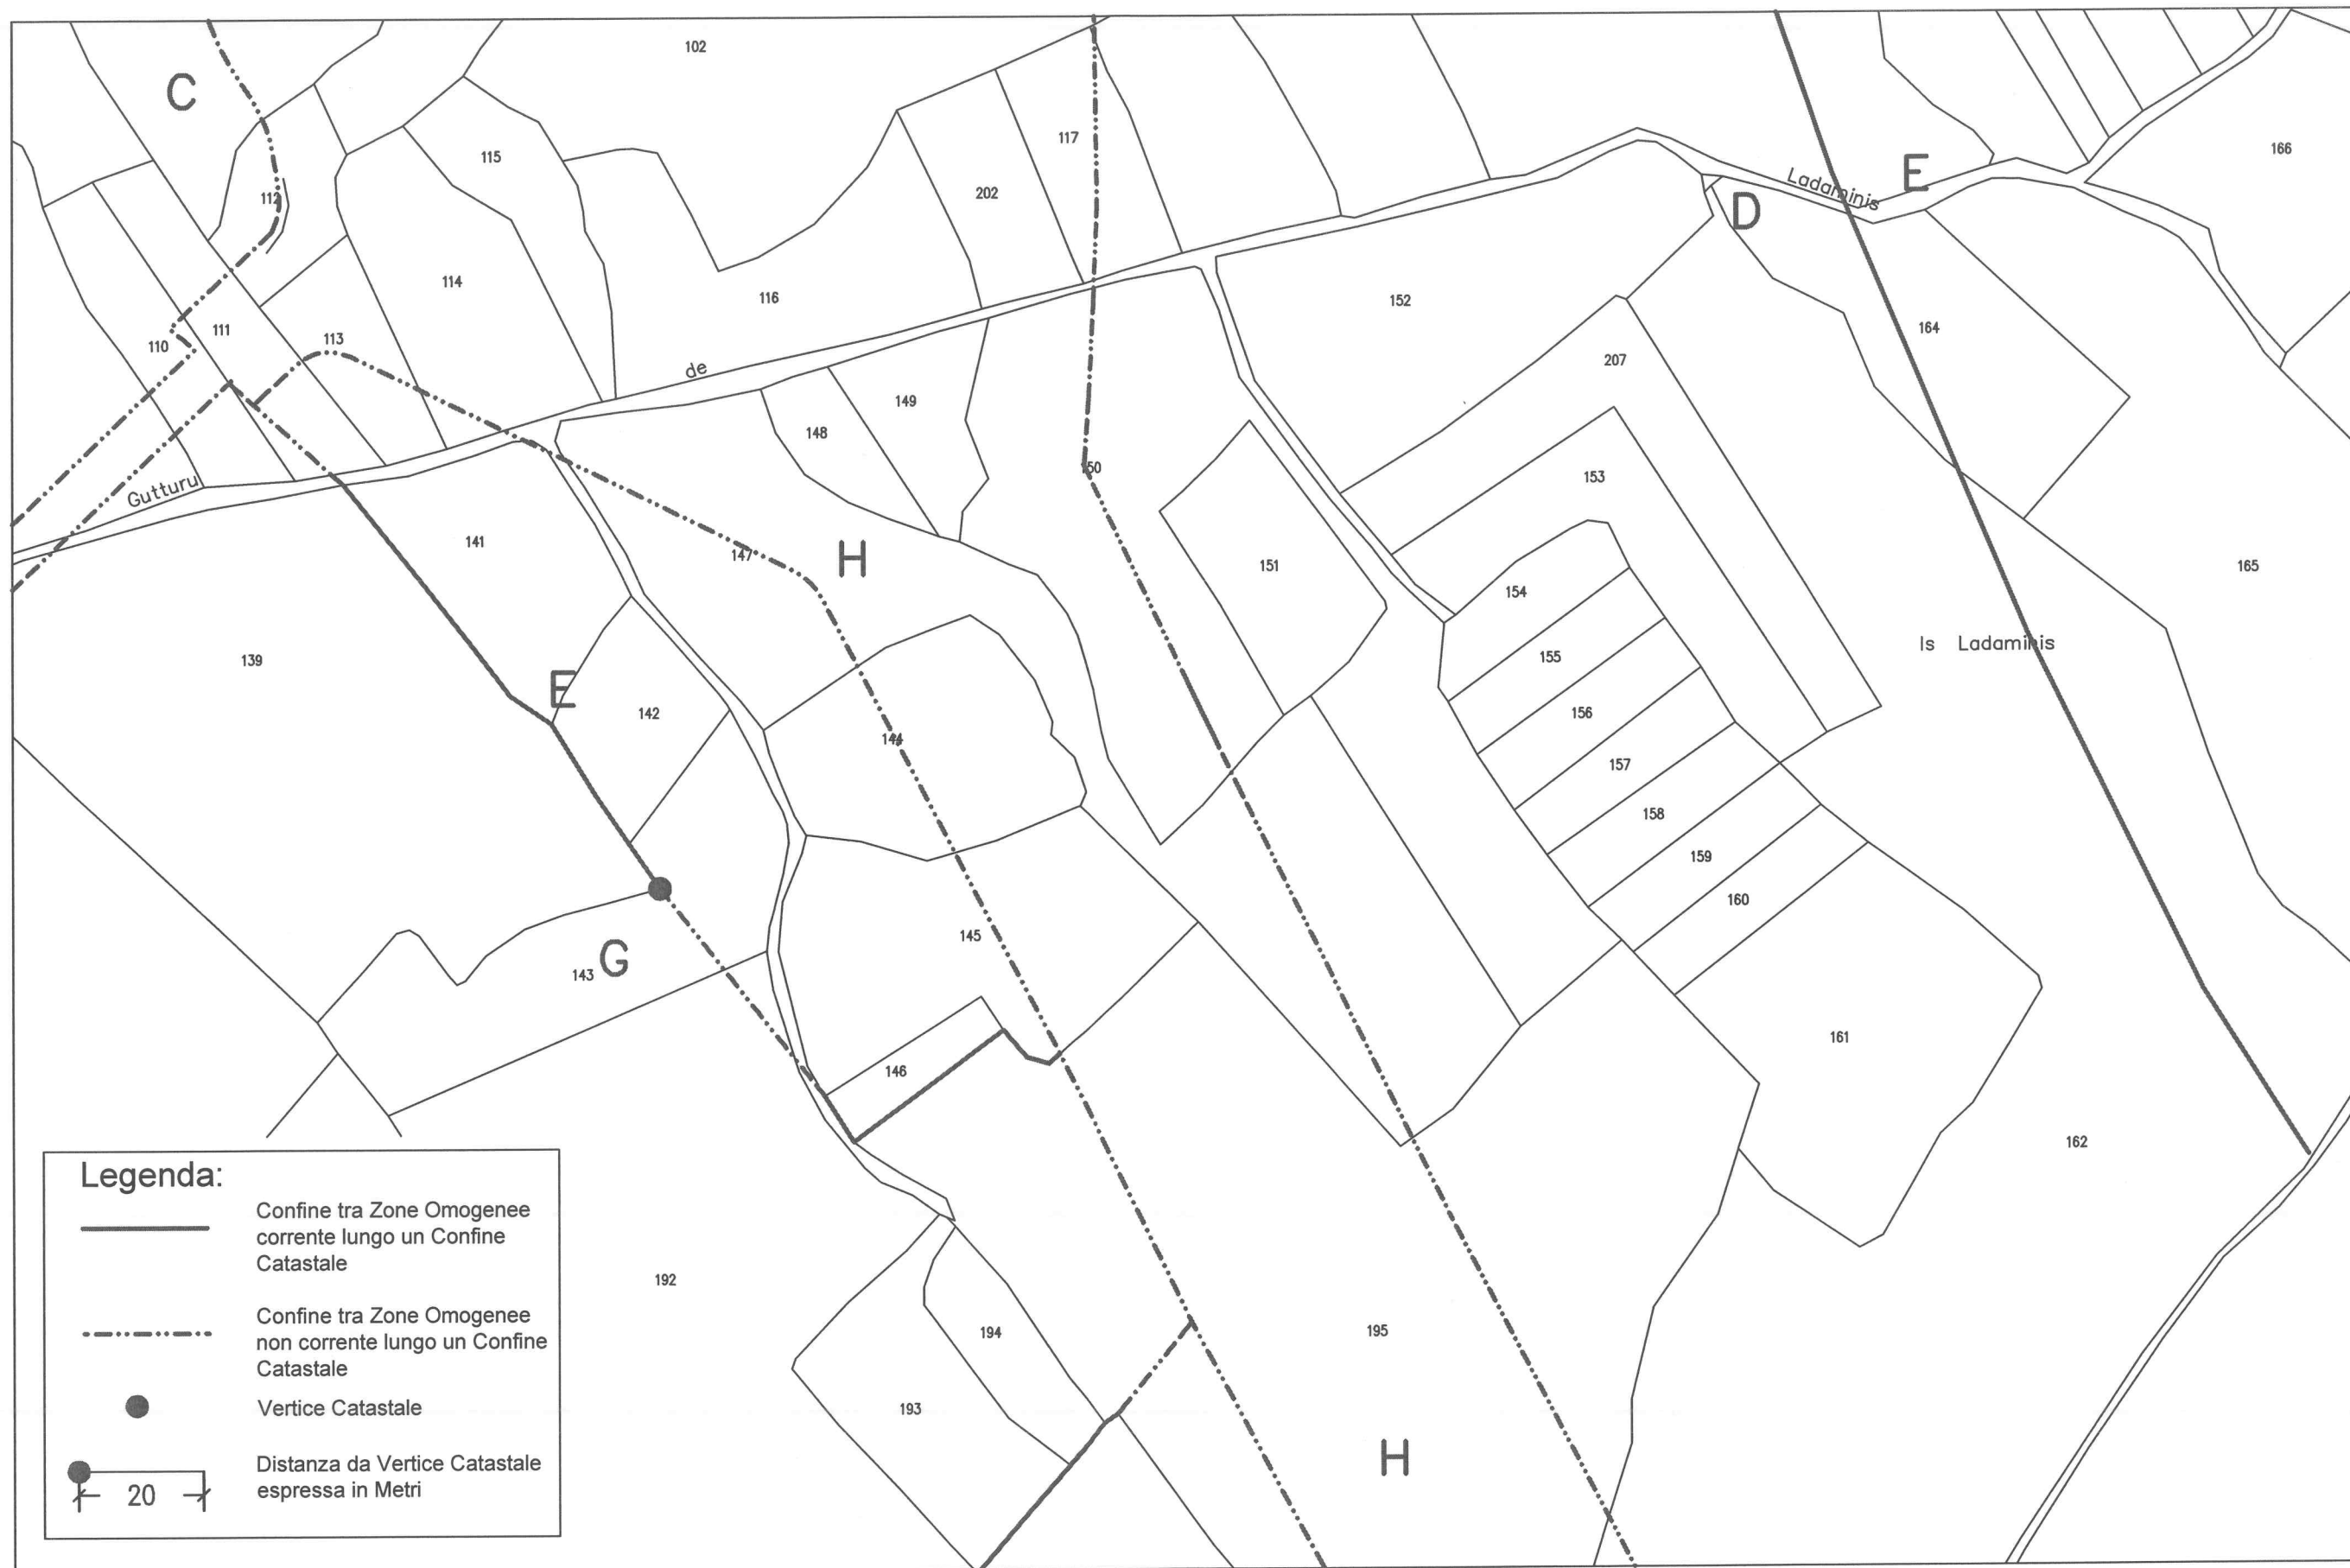 102
C
117
166
115
E
Ladaminis
202
112
D
114
116
152
164
111
113
110
207
de
149
148
150
153
Gutturu
141
147
H
151
165
154
Is Ladaminis
155
139
E
142
156
144
157
158
159
160
145
G
143
161
146
162
Legenda:
Confine tra Zone Omogenee
corrente lungo un Confine
Catastale
192
Confine tra Zone Omogenee
non corrente lungo un Confine
Catastale
194
195
193
Vertice Catastale
H
Distanza da Vertice Catastale
espressa in Metri
20